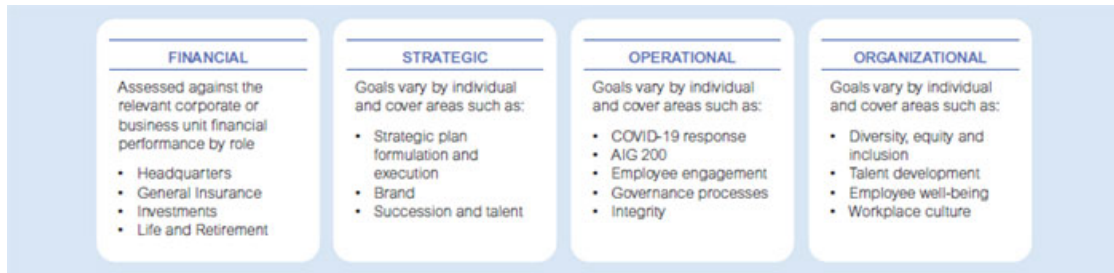 FINANCIAL
Assessed against the
relevant corporate or
business unit financial
performance by role
• Headquarters
• General Insurance
• Investments
• Life and Retirement
STRATEGIC
Goals vary by individual
and cover areas such as:
• Strategic plan
formulation and
execution
• Brand
• Succession and talent
OPERATIONAL
Goals vary by individual
and cover areas such as:
• COVID-19 response
• AIG 200
• Employee engagement
• Governance processes
• Integrity
ORGANIZATIONAL
Goals vary by individual
and cover areas such as:
• Diversity, equity and
inclusion
• Talent development
• Employee well-being
• Workplace culture